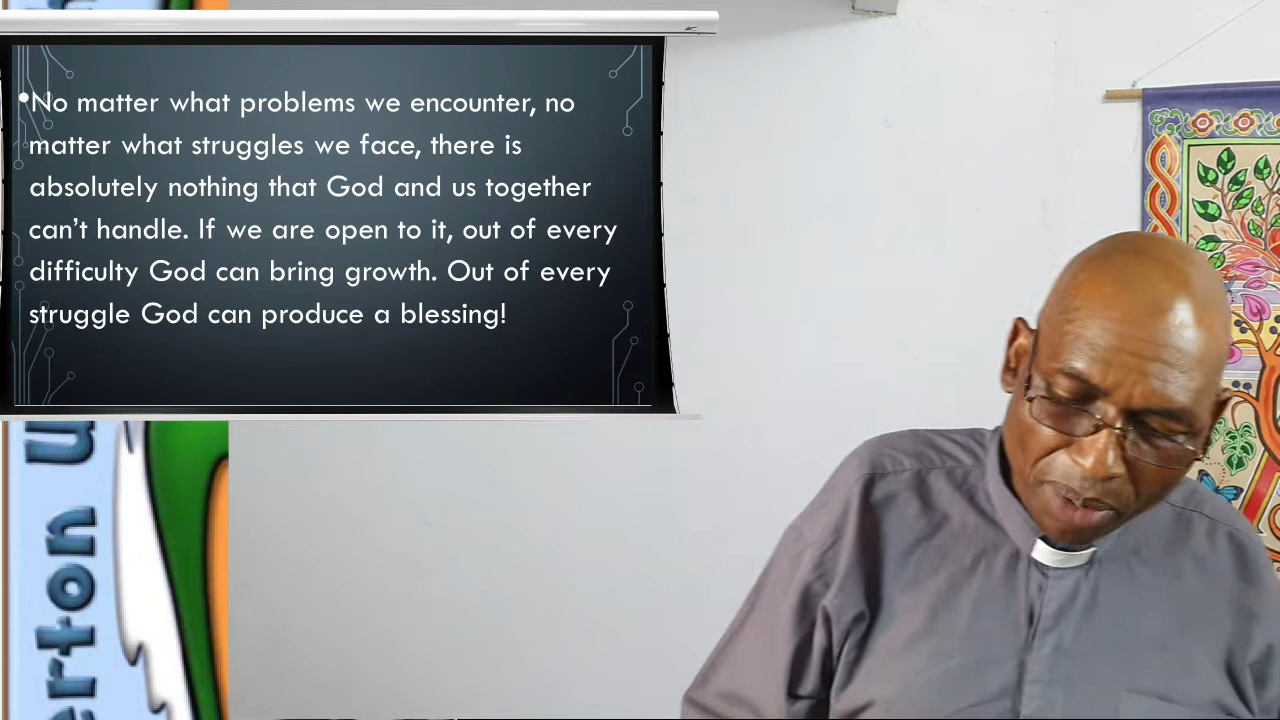 •No matter what problems we encounter, no
matter what struggles we face, there is
absolutely nothing that God and us together
can't handle. If we are open to it, out of every
difficulty God can bring growth. Out of every
struggle God can produce a blessing!
erton